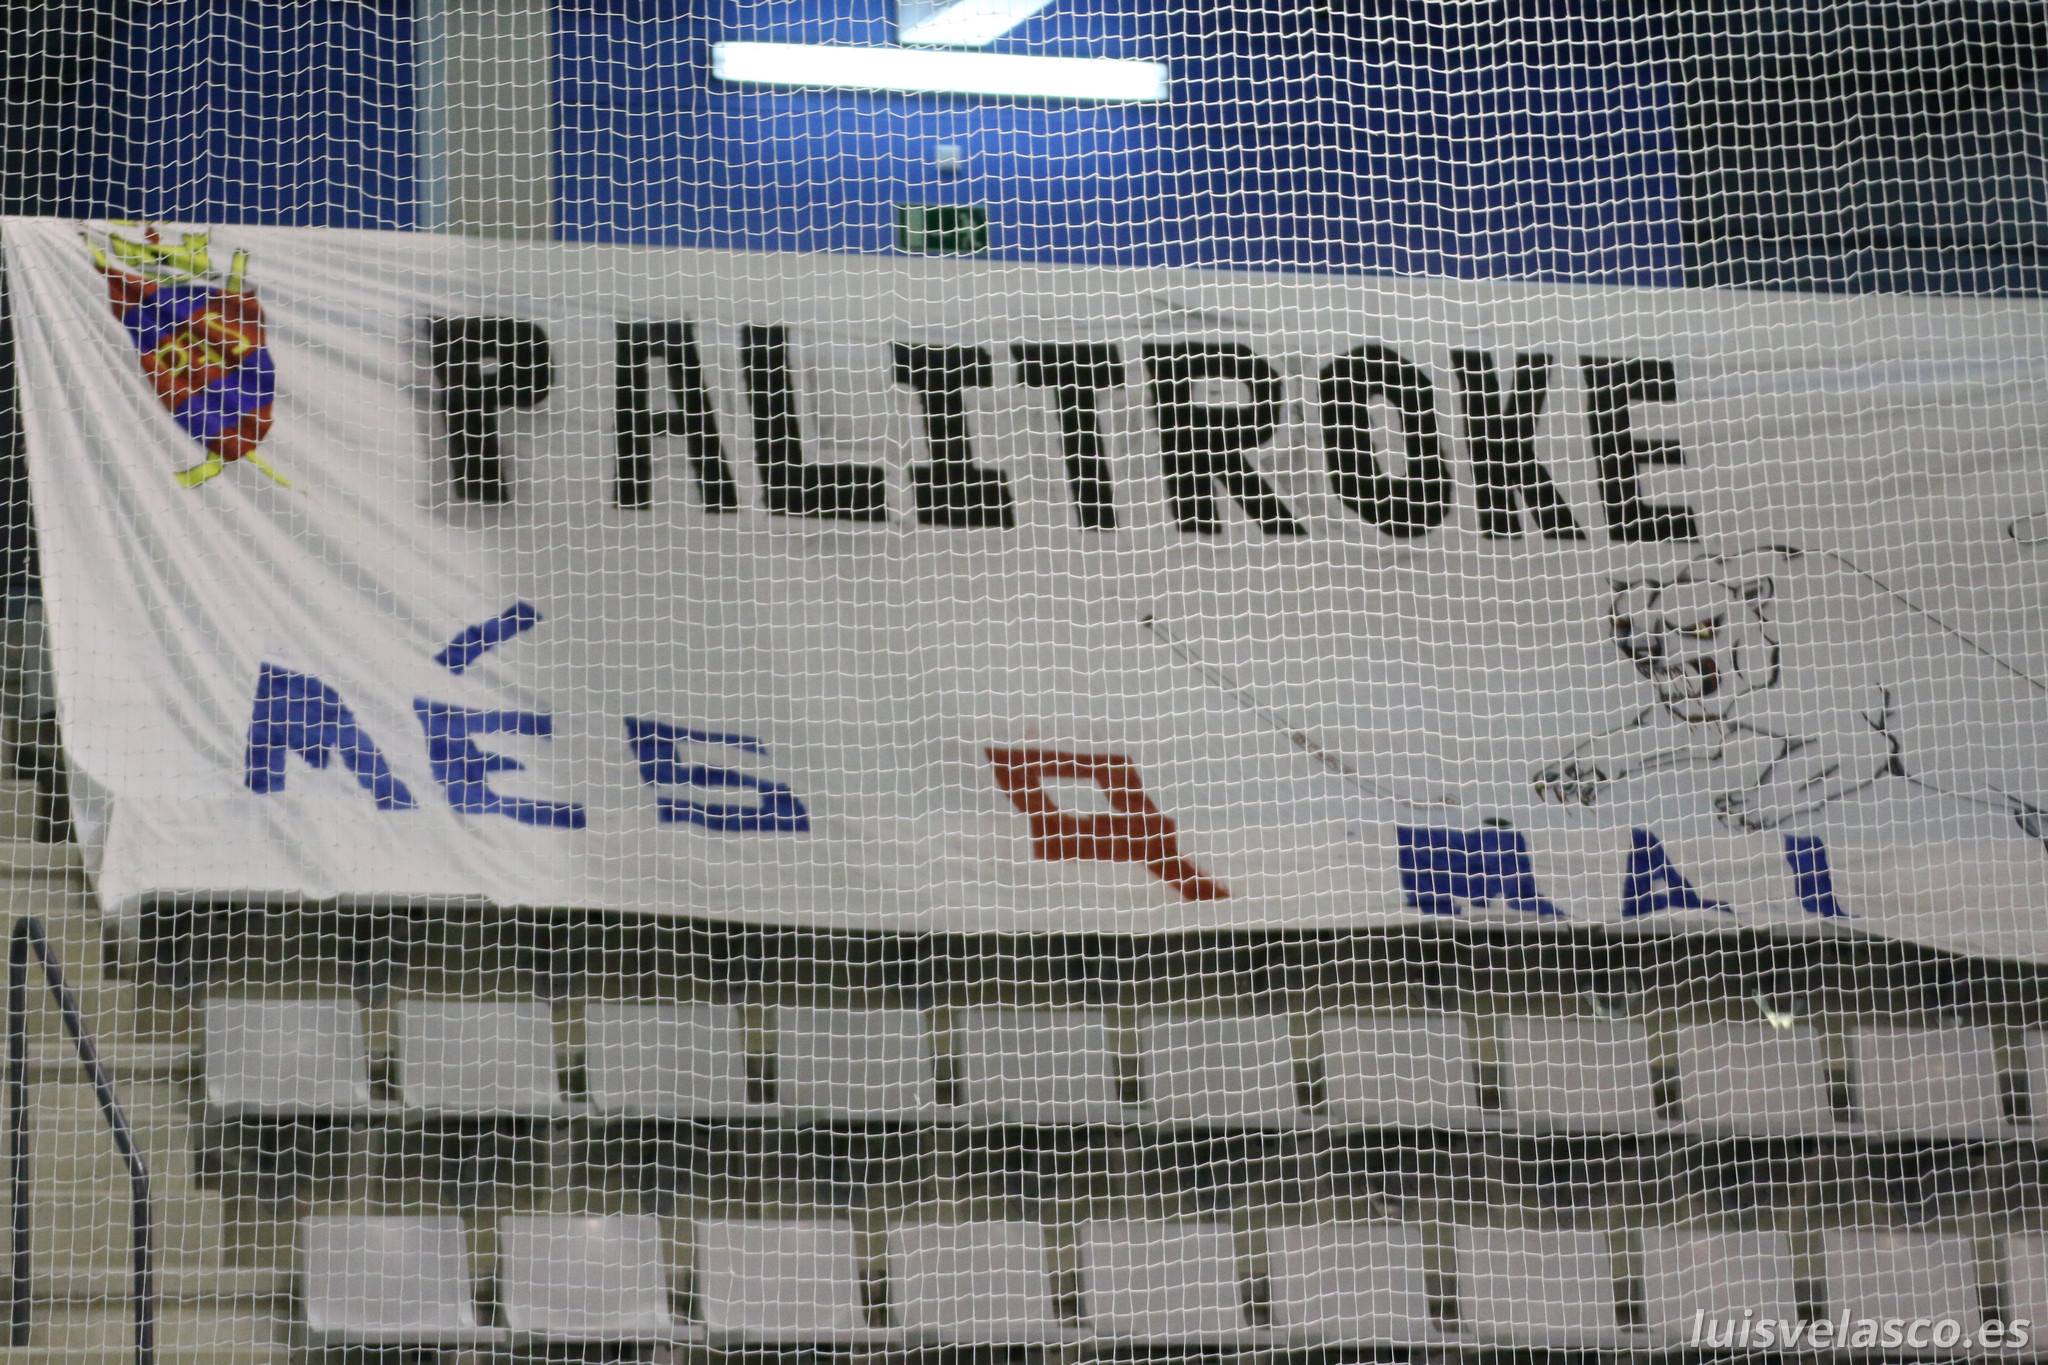 PALITROKE
MÉS Q MAI
luisvelasco.es